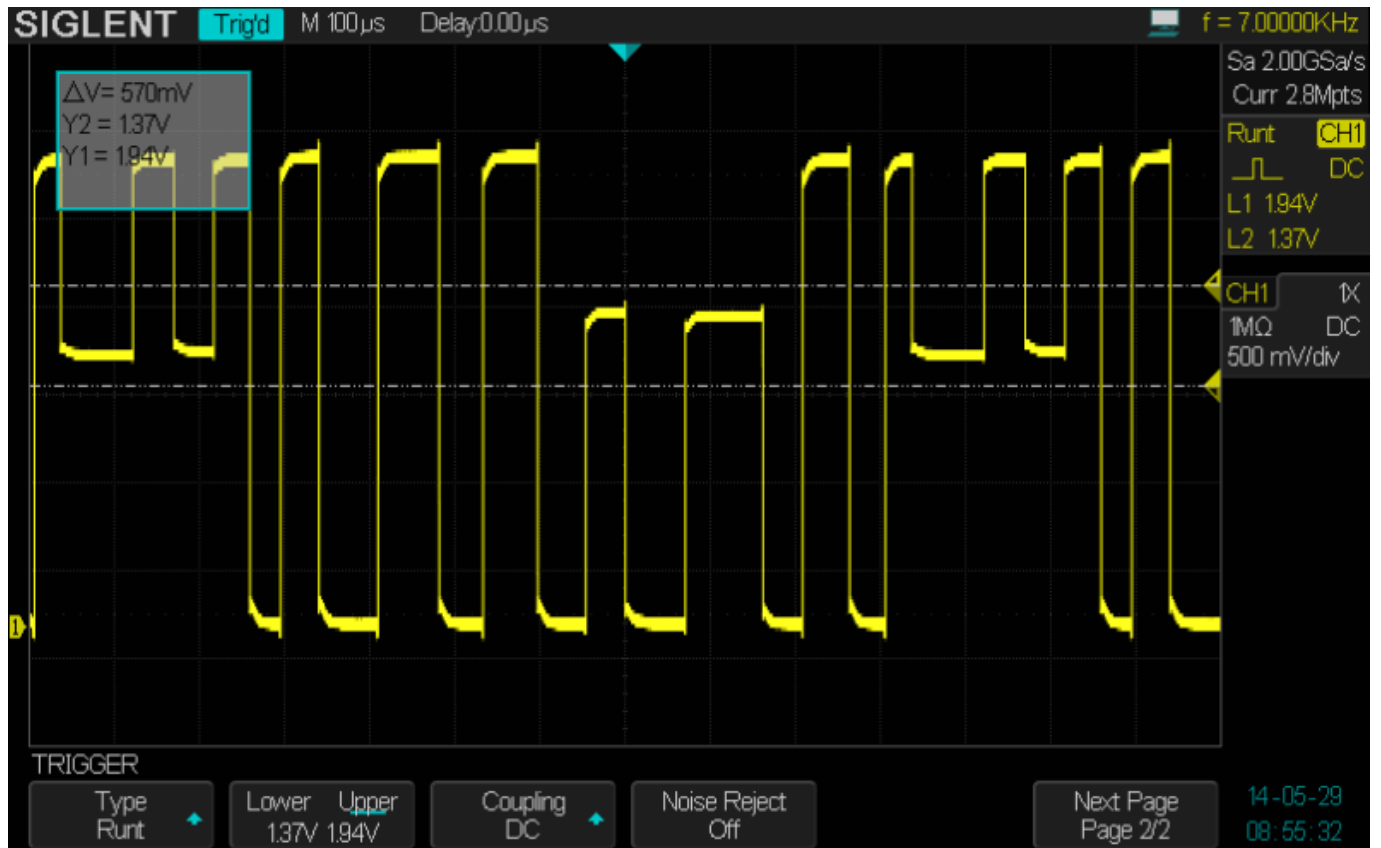 SIGLENT Trig'd M 100µs Delay:0.00µs f = 7.00000KHz
Sa 2.00GSa/s
Curr 2.8Mpts
△V= 570mV
Y2 = 1.37V
Y1 = 1.94V
Runt CH1
DC
L1 1.94V
L2 1.37V
CH1 1X
1MΩ DC
500 mV/div
1
TRIGGER
Type
Runt
Lower Upper
1.37V 1.94V
Coupling
DC
Noise Reject
Off
Next Page
Page 2/2
14-05-29
08:55:32